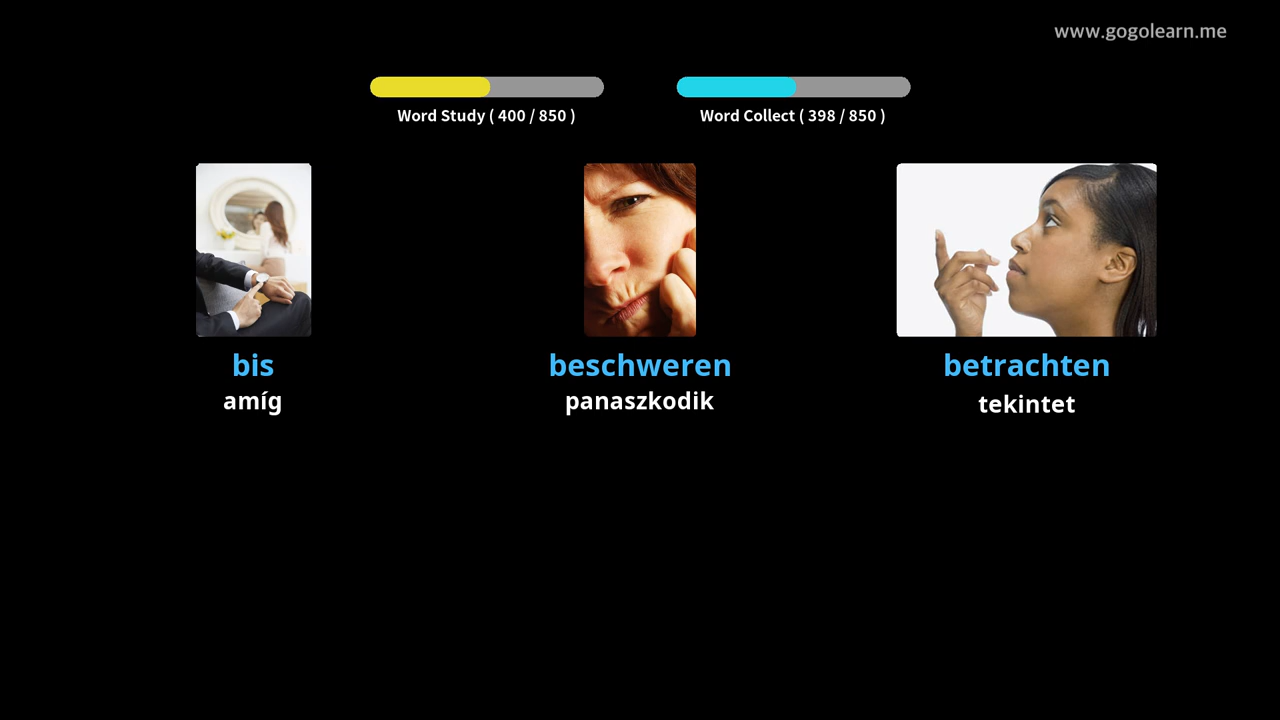 www.gogolearn.me
Word Study ( 400 / 850 )
Word Collect ( 398 / 850 )
bis
amíg
beschweren
panaszkodik
betrachten
tekintet